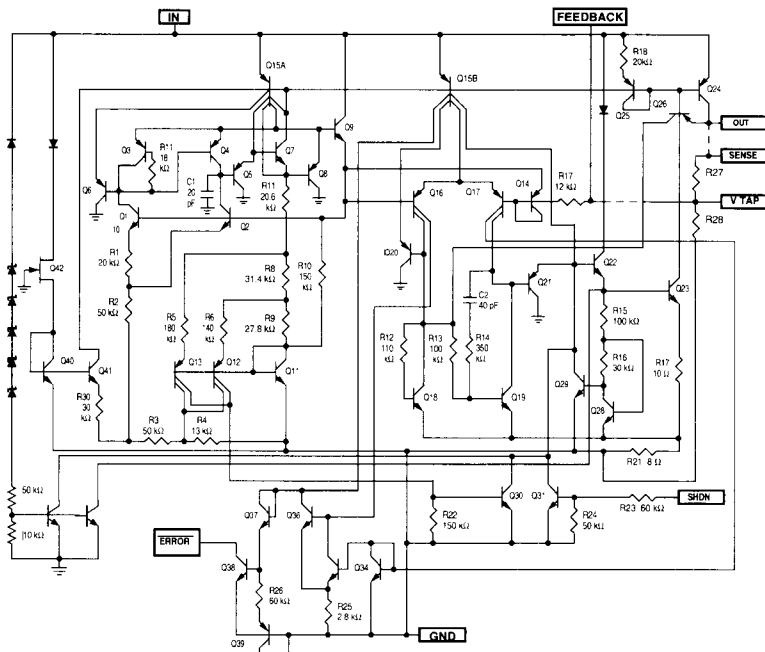 IN
FEEDBACK
Q15A
Q15B
R18
20kΩ
Q24
Q25
Q26
OUT
SENSE
V TAP
R27
R28
Q3
R11
18
kΩ
Q4
Q5
Q7
Q8
Q9
Q6
C1
20
pF
R11
20.6
kΩ
Q16
Q17
Q14
R17
12 kΩ
Q1
10
Q2
R1
20 kΩ
R2
50 kΩ
Q42
R8
31.4 kΩ
R10
150
kΩ
IQ20
Q21
Q22
Q23
C2
40 pF
R5
180
kΩ
R6
140
kΩ
R9
27.8 kΩ
R12
110
kΩ
R13
100
kΩ
R14
350
kΩ
R15
100 kΩ
R16
30 kΩ
R17
10 Ω
Q40
Q41
Q13
Q12
Q1"
Q18
Q19
Q29
Q28
R30
30
kΩ
R3
50 kΩ
R4
13 kΩ
R21 8 Ω
50 kΩ
10 kΩ
Q37
Q36
R22
150 kΩ
Q30
Q3"
R24
50 kΩ
R23 60 kΩ
SHDN
ERROR
Q38
Q34
R26
60 kΩ
R25
2.8 kΩ
Q39
GND